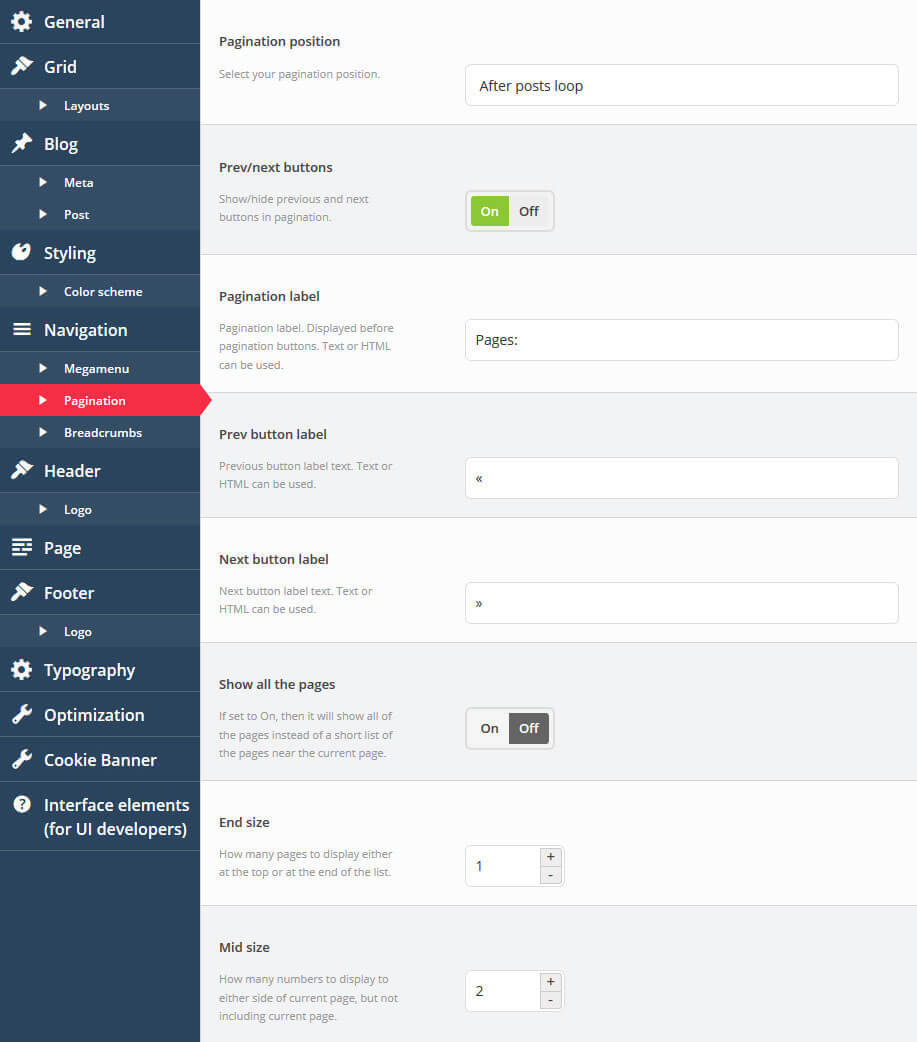 General
Grid
Layouts
Blog
Meta
Post
Styling
Color scheme
Navigation
Megamenu
Pagination
Breadcrumbs
Header
Logo
Page
Footer
Logo
Typography
Optimization
Cookie Banner
Interface elements
(for UI developers)
Pagination position
Select your pagination position.
After posts loop
Prev/next buttons
Show/hide previous and next
buttons in pagination.
On Off
Pagination label
Pagination label. Displayed before
pagination buttons. Text or HTML
can be used.
Pages:
Prev button label
Previous button label text. Text or
HTML can be used.
«
Next button label
Next button label text. Text or
HTML can be used.
»
Show all the pages
If set to On, then it will show all of
the pages instead of a short list of
the pages near the current page.
On Off
End size
How many pages to display either
at the top or at the end of the list.
1
+
-
Mid size
How many numbers to display to
either side of current page, but not
including current page.
2
+
-